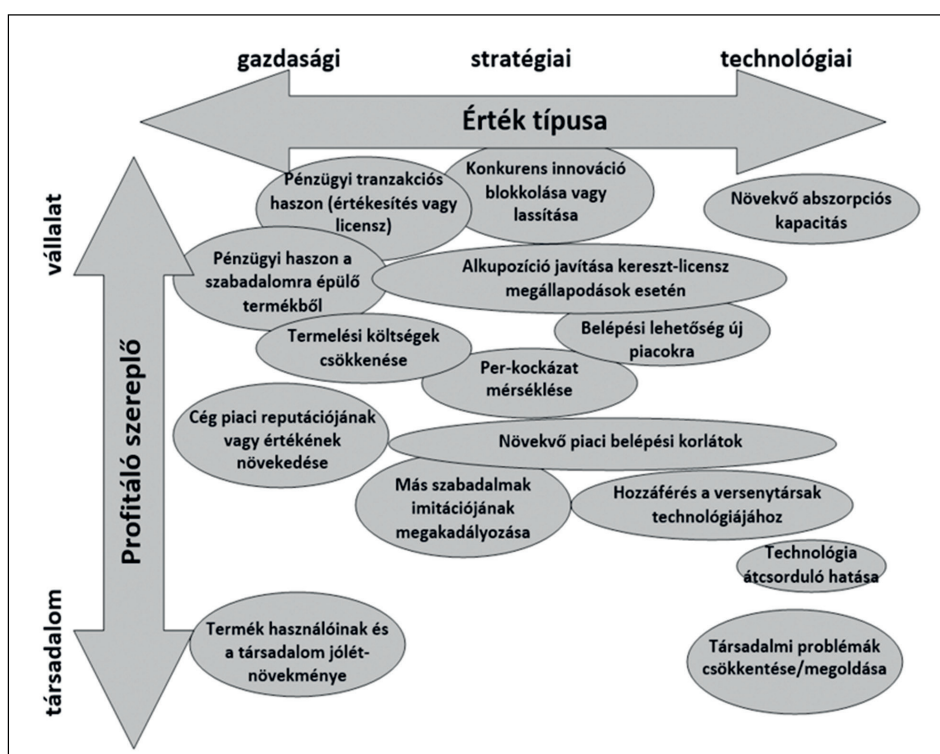 gazdasági
stratégiai
technológiai
Érték típusa
vállalat
Profitáló szereplő
társadalom
Pénzügyi tranzakciós
haszon (értékesítés vagy
licensz)
Konkurens innováció
blokkolása vagy
lassítása
Növekvő abszorpciós
kapacitás
Pénzügyi haszon a
szabadalomra épülő
termékből
Alkupozíció javítása kereszt-licensz
megállapodások esetén
Termelési költségek
csökkenése
Belépési lehetőség új
piacokra
Per-kockázat
mérséklése
Cég piaci reputációjának
vagy értékének
növekedése
Növekvő piaci belépési korlátok
Más szabadalmak
imitációjának
megakadályozása
Hozzáférés a versenytársak
technológiájához
Technológia
átcsorduló hatása
Termék használóinak és
a társadalom jólét-
növekménye
Társadalmi problémák
csökkentése/megoldása